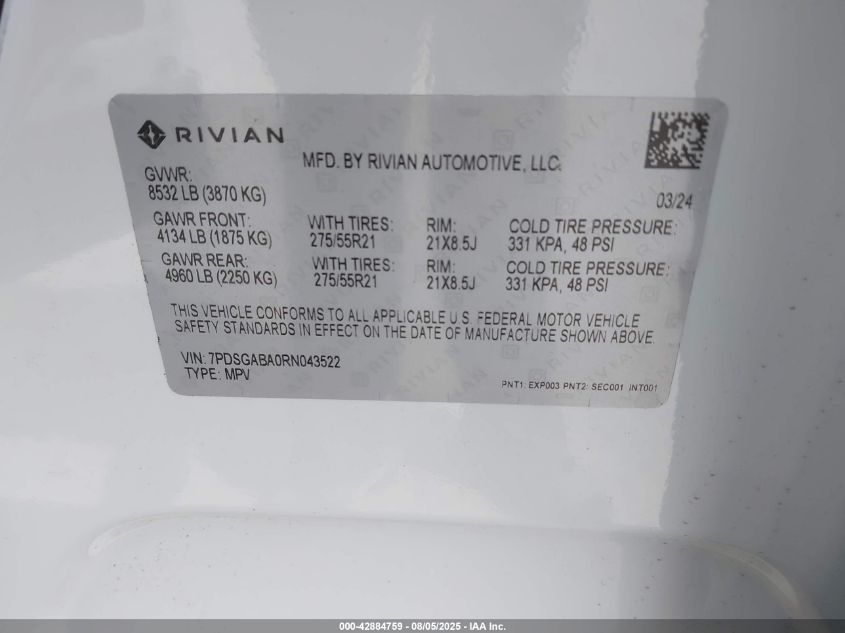 RIVIAN
MFD. BY RIVIAN AUTOMOTIVE, LLC.
03/24
GVWR:
8532 LB (3870 KG)
GAWR FRONT: WITH TIRES: RIM: COLD TIRE PRESSURE:
4134 LB (1875 KG) 275/55R21 21X8.5J 331 KPA, 48 PSI
GAWR REAR: WITH TIRES: RIM: COLD TIRE PRESSURE:
4960 LB (2250 KG) 275/55R21 21X8.5J 331 KPA, 48 PSI
THIS VEHICLE CONFORMS TO ALL APPLICABLE U.S. FEDERAL MOTOR VEHICLE
SAFETY STANDARDS IN EFFECT ON THE DATE OF MANUFACTURE SHOWN ABOVE.
VIN: 7PDSGABA0RN043522
TYPE: MPV
PNT1: EXP003 PNT2: SEC001 INT001
000-42884759 - 08/05/2025 - IAA Inc.